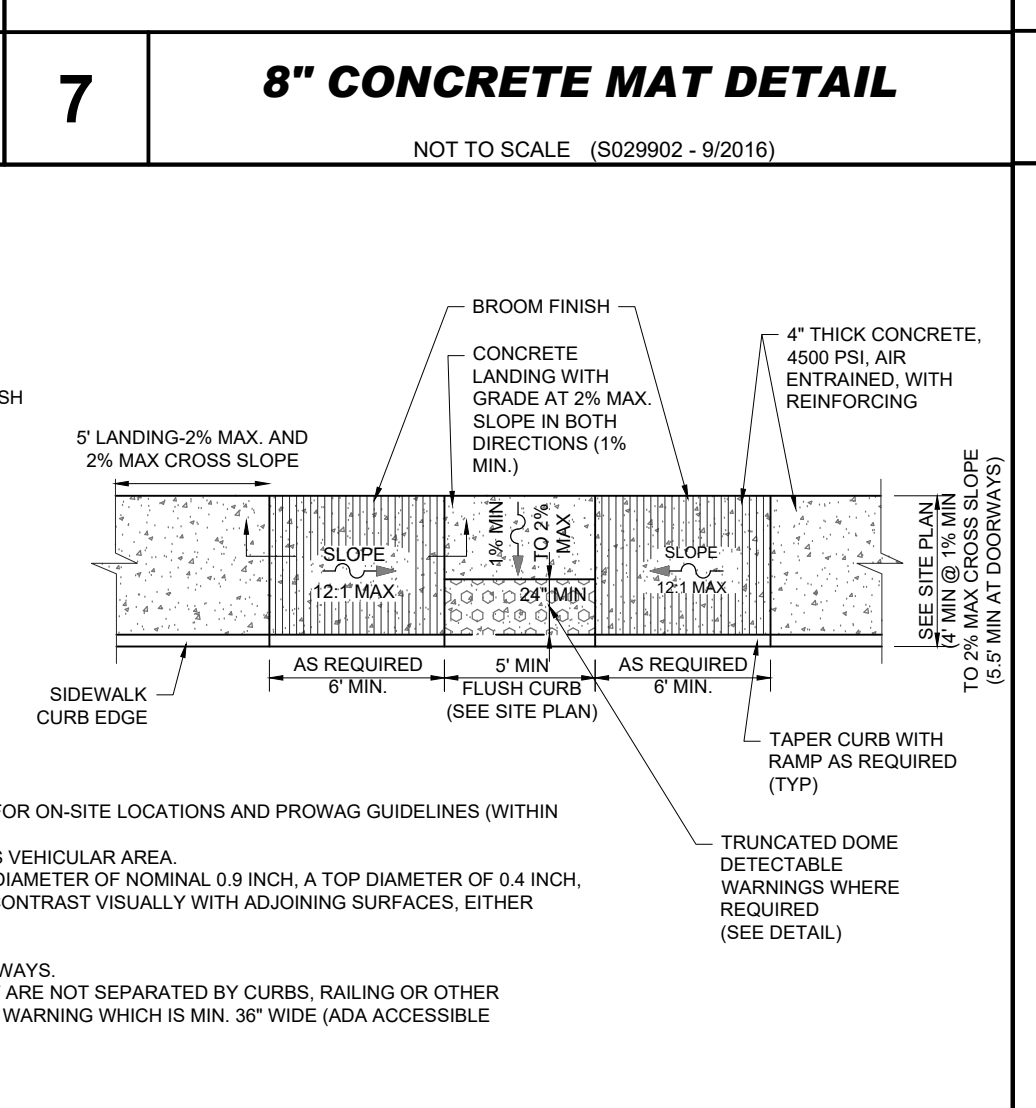 7
8" CONCRETE MAT DETAIL
NOT TO SCALE (S029902 - 9/2016)
BROOM FINISH
CONCRETE
LANDING WITH
GRADE AT 2% MAX.
SLOPE IN BOTH
DIRECTIONS (1%
MIN.)
4" THICK CONCRETE,
4500 PSI, AIR
ENTRAINED, WITH
REINFORCING
SH
5' LANDING-2% MAX. AND
2% MAX CROSS SLOPE
SLOPE
12:1 MAX
1% MIN
TO 2%
MAX
24" MIN
SLOPE
12:1 MAX
SEE SITE PLAN
(4' MIN @ 1% MIN
TO 2% MAX CROSS SLOPE
(5.5' MIN AT DOORWAYS)
AS REQUIRED
6' MIN.
5' MIN
FLUSH CURB
(SEE SITE PLAN)
AS REQUIRED
6' MIN.
SIDEWALK
CURB EDGE
TAPER CURB WITH
RAMP AS REQUIRED
(TYP)
TRUNCATED DOME
DETECTABLE
WARNINGS WHERE
REQUIRED
(SEE DETAIL)
FOR ON-SITE LOCATIONS AND PROWAG GUIDELINES (WITHIN
S VEHICULAR AREA.
DIAMETER OF NOMINAL 0.9 INCH, A TOP DIAMETER OF 0.4 INCH,
CONTRAST VISUALLY WITH ADJOINING SURFACES, EITHER
WAYS.
ARE NOT SEPARATED BY CURBS, RAILING OR OTHER
WARNING WHICH IS MIN. 36" WIDE (ADA ACCESSIBLE